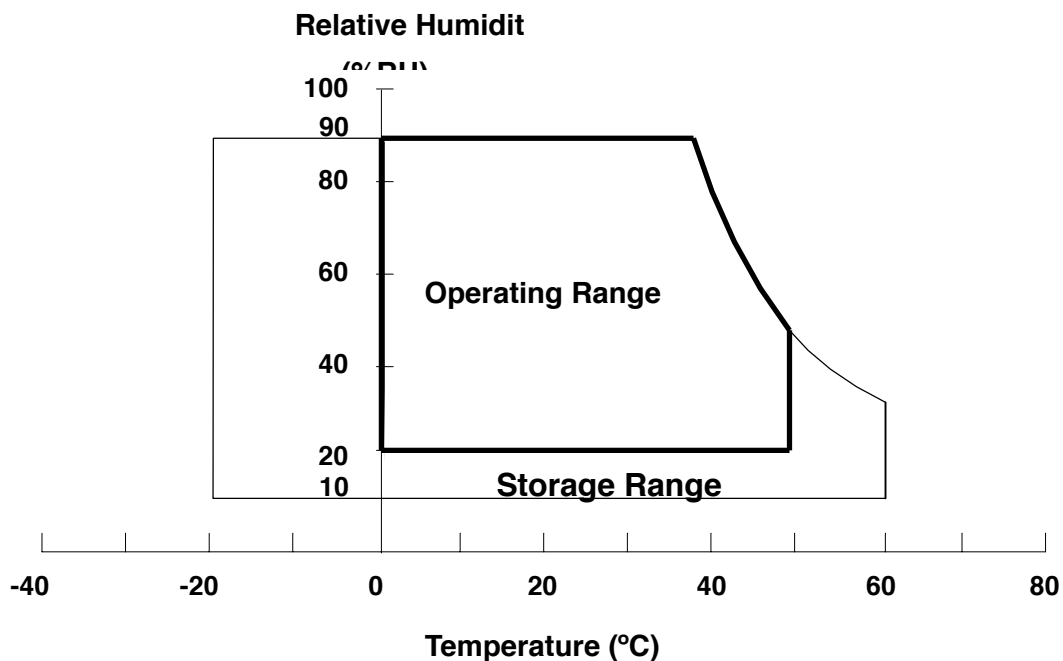 Relative Humidit
(%RH)
100
90
80
60
Operating Range
40
20
10
Storage Range
-40 -20 0 20 40 60 80
Temperature (ºC)